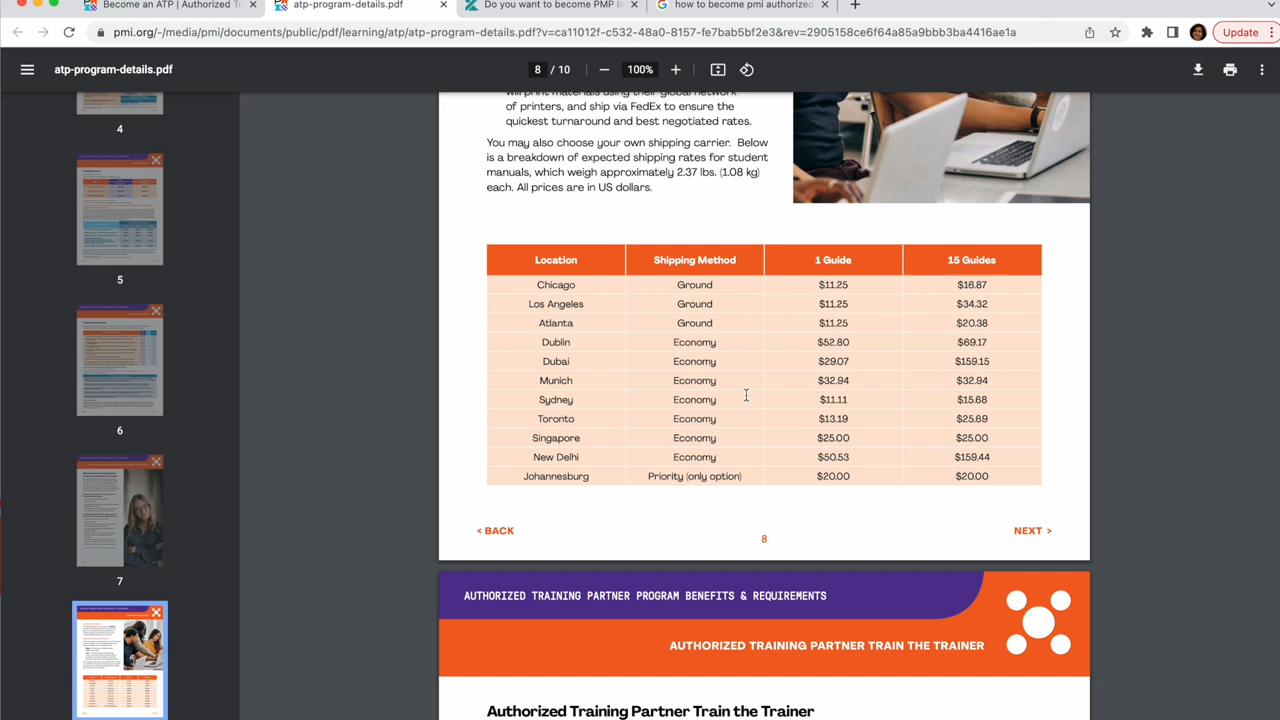 Become an ATP | Authorized Tr
atp-program-details.pdf
Do you want to become PMP In
how to become pmi authorized
pmi.org/-/media/pmi/documents/public/pdf/learning/atp/atp-program-details.pdf?v=ca11012f-c532-48a0-8157-fe7bab5bf2e3&rev=2905158ce6f64a85a9bbb3ba4416ae1a
Update
atp-program-details.pdf
8 / 10
100%
4
5
6
7
will print materials using their global network
of printers, and ship via FedEx to ensure the
quickest turnaround and best negotiated rates.
You may also choose your own shipping carrier. Below
is a breakdown of expected shipping rates for student
manuals, which weigh approximately 2.37 lbs. (1.08 kg)
each. All prices are in US dollars.
Location Shipping Method 1 Guide 15 Guides
Chicago Ground $11.25 $16.87
Los Angeles Ground $11.25 $34.32
Atlanta Ground $11.25 $20.38
Dublin Economy $52.80 $69.17
Dubai Economy $29.07 $159.15
Munich Economy $32.94 $32.94
Sydney Economy $11.11 $15.68
Toronto Economy $13.19 $25.69
Singapore Economy $25.00 $25.00
New Delhi Economy $50.53 $159.44
Johannesburg Priority (only option) $20.00 $20.00
< BACK
NEXT >
8
AUTHORIZED TRAINING PARTNER PROGRAM BENEFITS & REQUIREMENTS
AUTHORIZED TRAINING PARTNER TRAIN THE TRAINER
Authorized Training Partner Train the Trainer